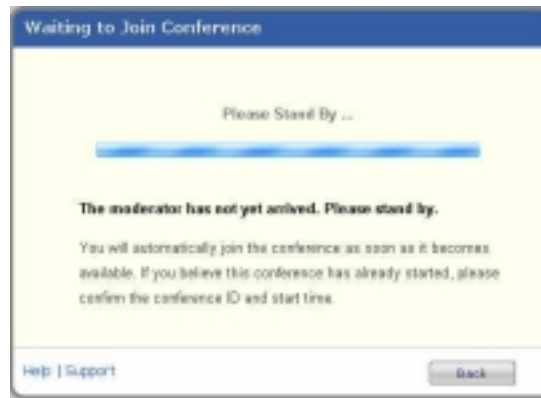 Waiting to Join Conference
Please Stand By ...
The moderator has not yet arrived. Please stand by.
You will automatically join the conference as soon as it becomes
available. If you believe this conference has already started, please
confirm the conference ID and start time.
Help | Support
Back